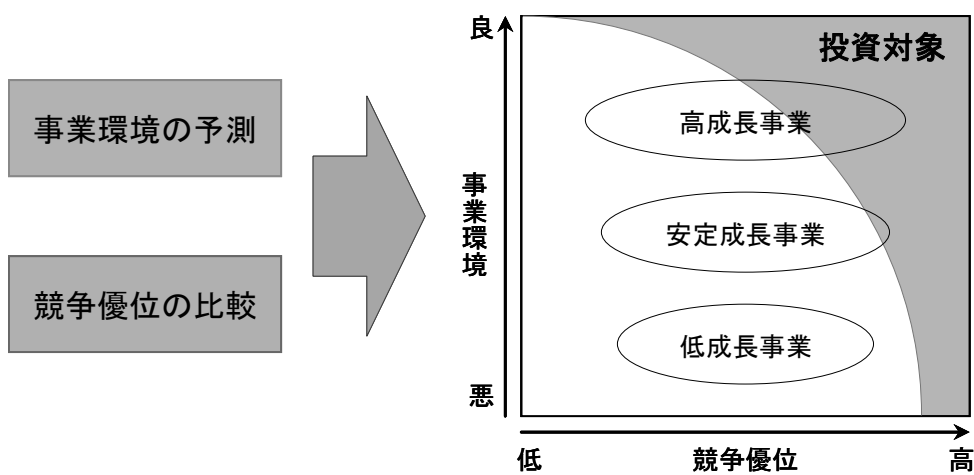 事業環境の予測
競争優位の比較
良
事業環境
悪
投資対象
高成長事業
安定成長事業
低成長事業
低
競争優位
高